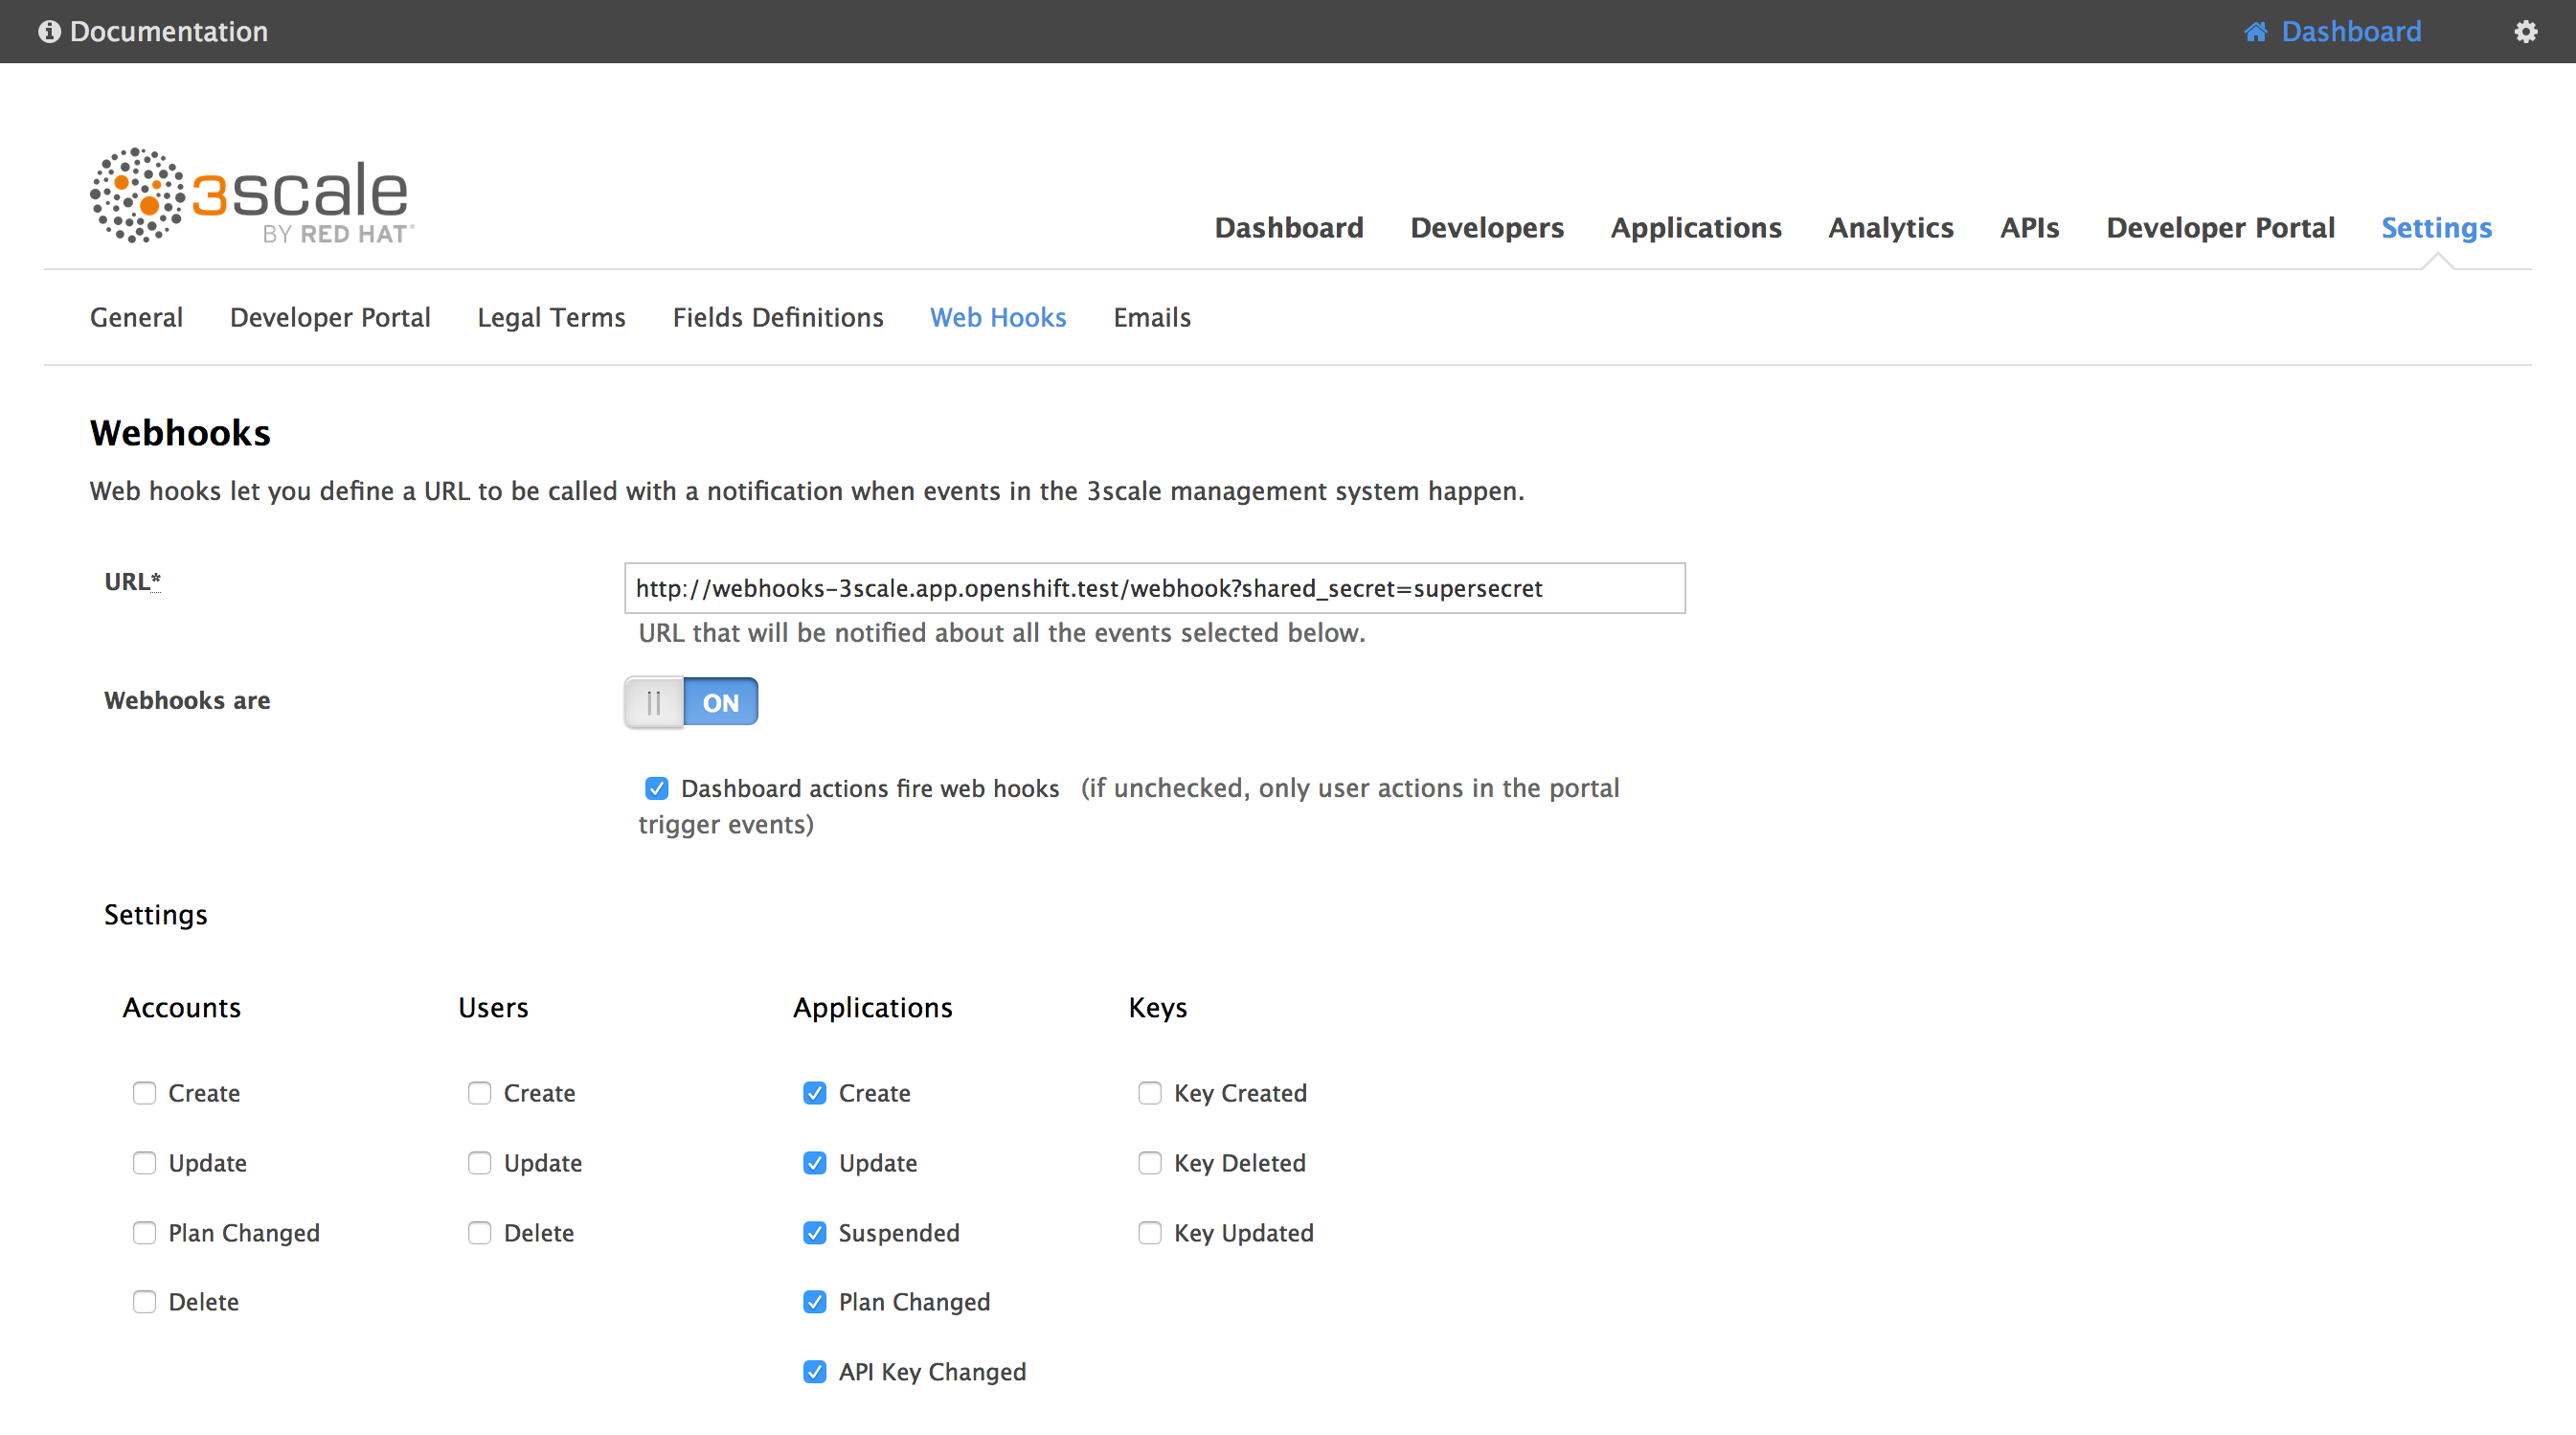 Documentation
Dashboard
3scale
BY RED HAT®
Dashboard Developers Applications Analytics APIs Developer Portal Settings
General Developer Portal Legal Terms Fields Definitions Web Hooks Emails
Webhooks
Web hooks let you define a URL to be called with a notification when events in the 3scale management system happen.
URL*
http://webhooks-3scale.app.openshift.test/webhook?shared_secret=supersecret
URL that will be notified about all the events selected below.
Webhooks are
ON
Dashboard actions fire web hooks (if unchecked, only user actions in the portal
trigger events)
Settings
Accounts Users Applications Keys
Create Create Create Key Created
Update Update Update Key Deleted
Plan Changed Delete Suspended Key Updated
Delete Plan Changed
API Key Changed